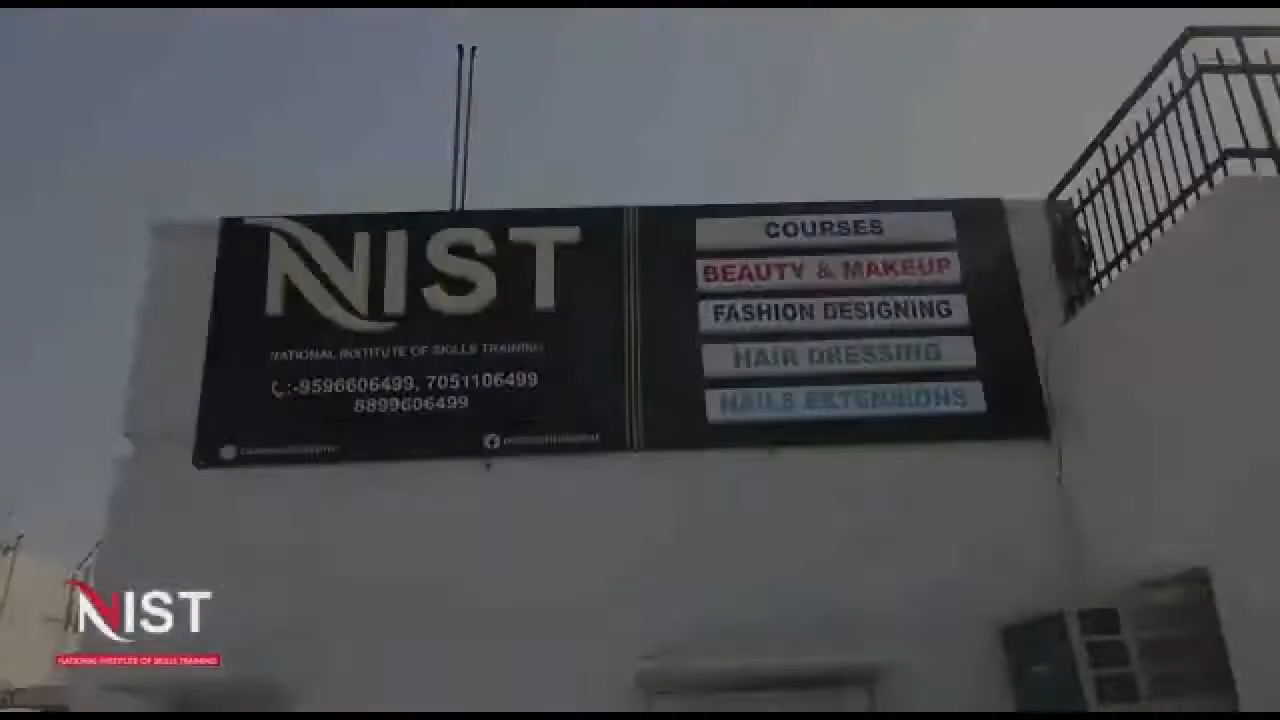 NIST
NATIONAL INSTITUTE OF SKILLS TRAINING
:-9596606499, 7051106499
8899606499
COURSES
BEAUTY & MAKEUP
FASHION DESIGNING
HAIR DRESSING
NAILS EXTENSIONS
NIST
NATIONAL INSTITUTE OF SKILLS TRAINING